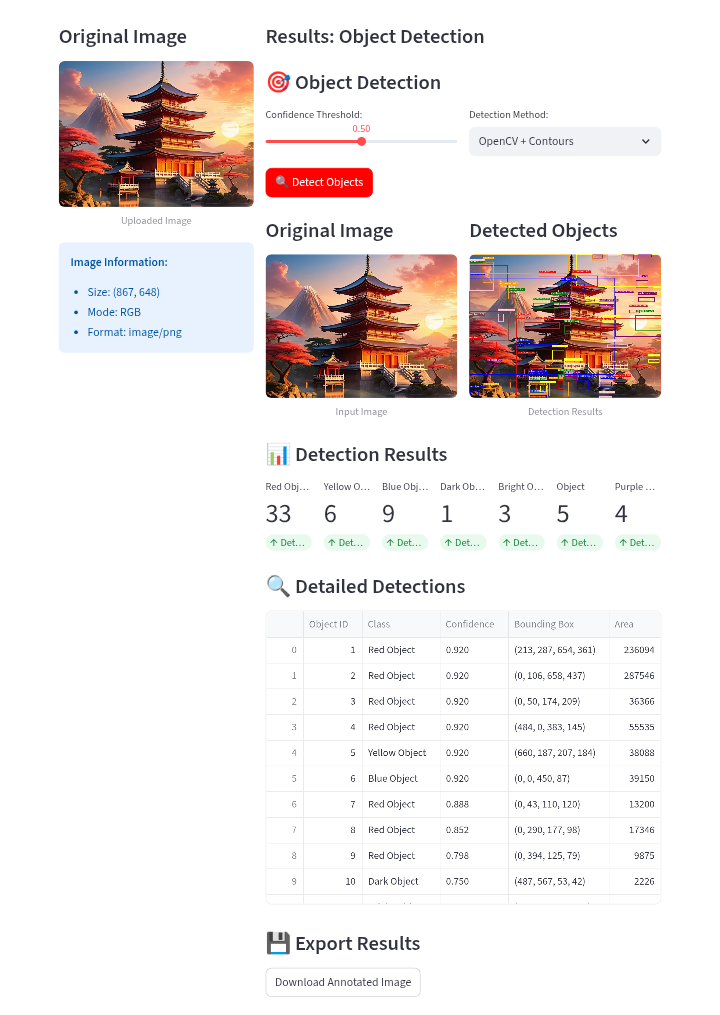 Original Image
Uploaded Image
Image Information:
Size: (867, 648)
Mode: RGB
Format: image/png
Results: Object Detection
🎯 Object Detection
Confidence Threshold:
0.50
Detection Method:
OpenCV + Contours
🔍 Detect Objects
Original Image
Input Image
Detected Objects
Detection Results
📊 Detection Results
Red Obj... Yellow O... Blue Obj... Dark Ob... Bright O... Object Purple ...
33 6 9 1 3 5 4
↑ Det... ↑ Det... ↑ Det... ↑ Det... ↑ Det... ↑ Det... ↑ Det...
🔍 Detailed Detections
Object ID Class Confidence Bounding Box Area
0 1 Red Object 0.920 (213, 287, 654, 361) 236094
1 2 Red Object 0.920 (0, 106, 658, 437) 287546
2 3 Red Object 0.920 (0, 50, 174, 209) 36366
3 4 Red Object 0.920 (484, 0, 383, 145) 55535
4 5 Yellow Object 0.920 (660, 187, 207, 184) 38088
5 6 Blue Object 0.920 (0, 0, 450, 87) 39150
6 7 Red Object 0.888 (0, 43, 110, 120) 13200
7 8 Red Object 0.852 (0, 290, 177, 98) 17346
8 9 Red Object 0.798 (0, 394, 125, 79) 9875
9 10 Dark Object 0.750 (487, 567, 53, 42) 2226
💾 Export Results
Download Annotated Image